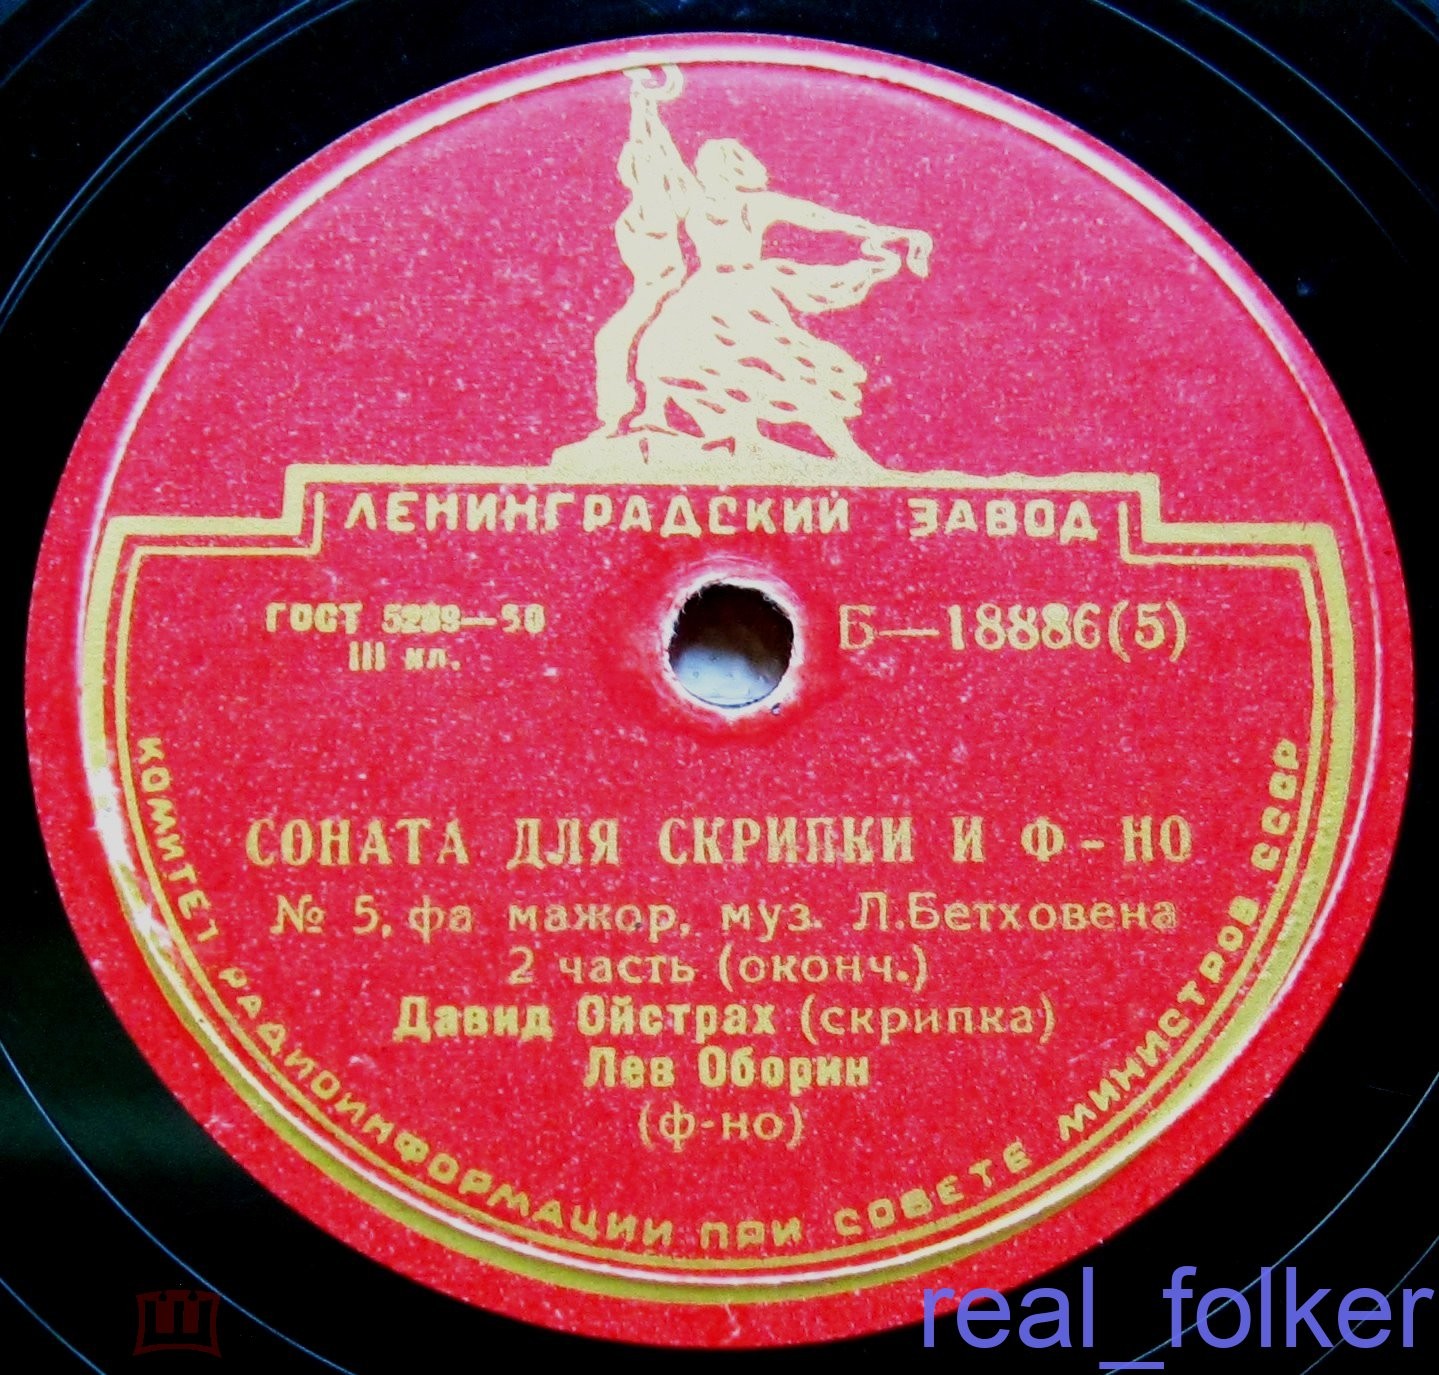 ЛЕНИНГРАДСКИЙ ЗАВОД
ГОСТ 5289—50
III кл.
Б—18886(5)
СОНАТА ДЛЯ СКРИПКИ И Ф-НО
№ 5, фа мажор, муз. Л.Бетховена
2 часть (оконч.)
Давид Ойстрах (скрипка)
Лев Оборин
(ф-но)
КОМИТЕТ РАДИОИНФОРМАЦИИ ПРИ СОВЕТЕ МИНИСТРОВ СССР
real_folker